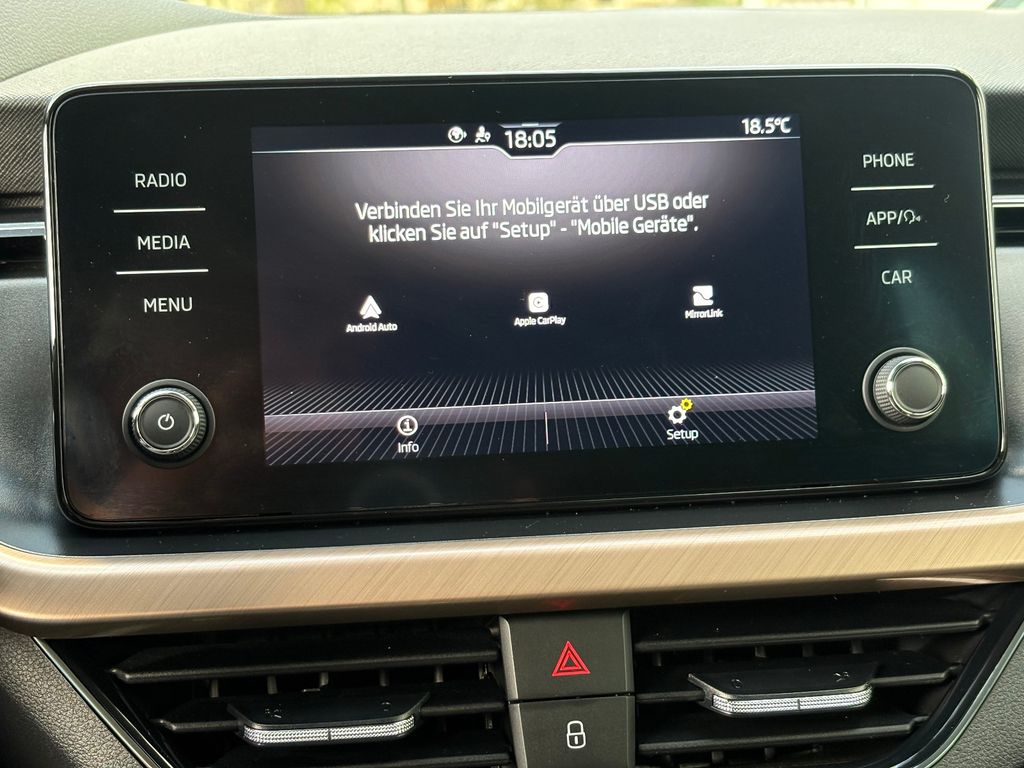 18:05
18.5°C
RADIO
MEDIA
MENU
Verbinden Sie Ihr Mobilgerät über USB oder
klicken Sie auf "Setup" - "Mobile Geräte".
Android Auto
Apple CarPlay
MirrorLink
Info
Setup
PHONE
APP/
CAR